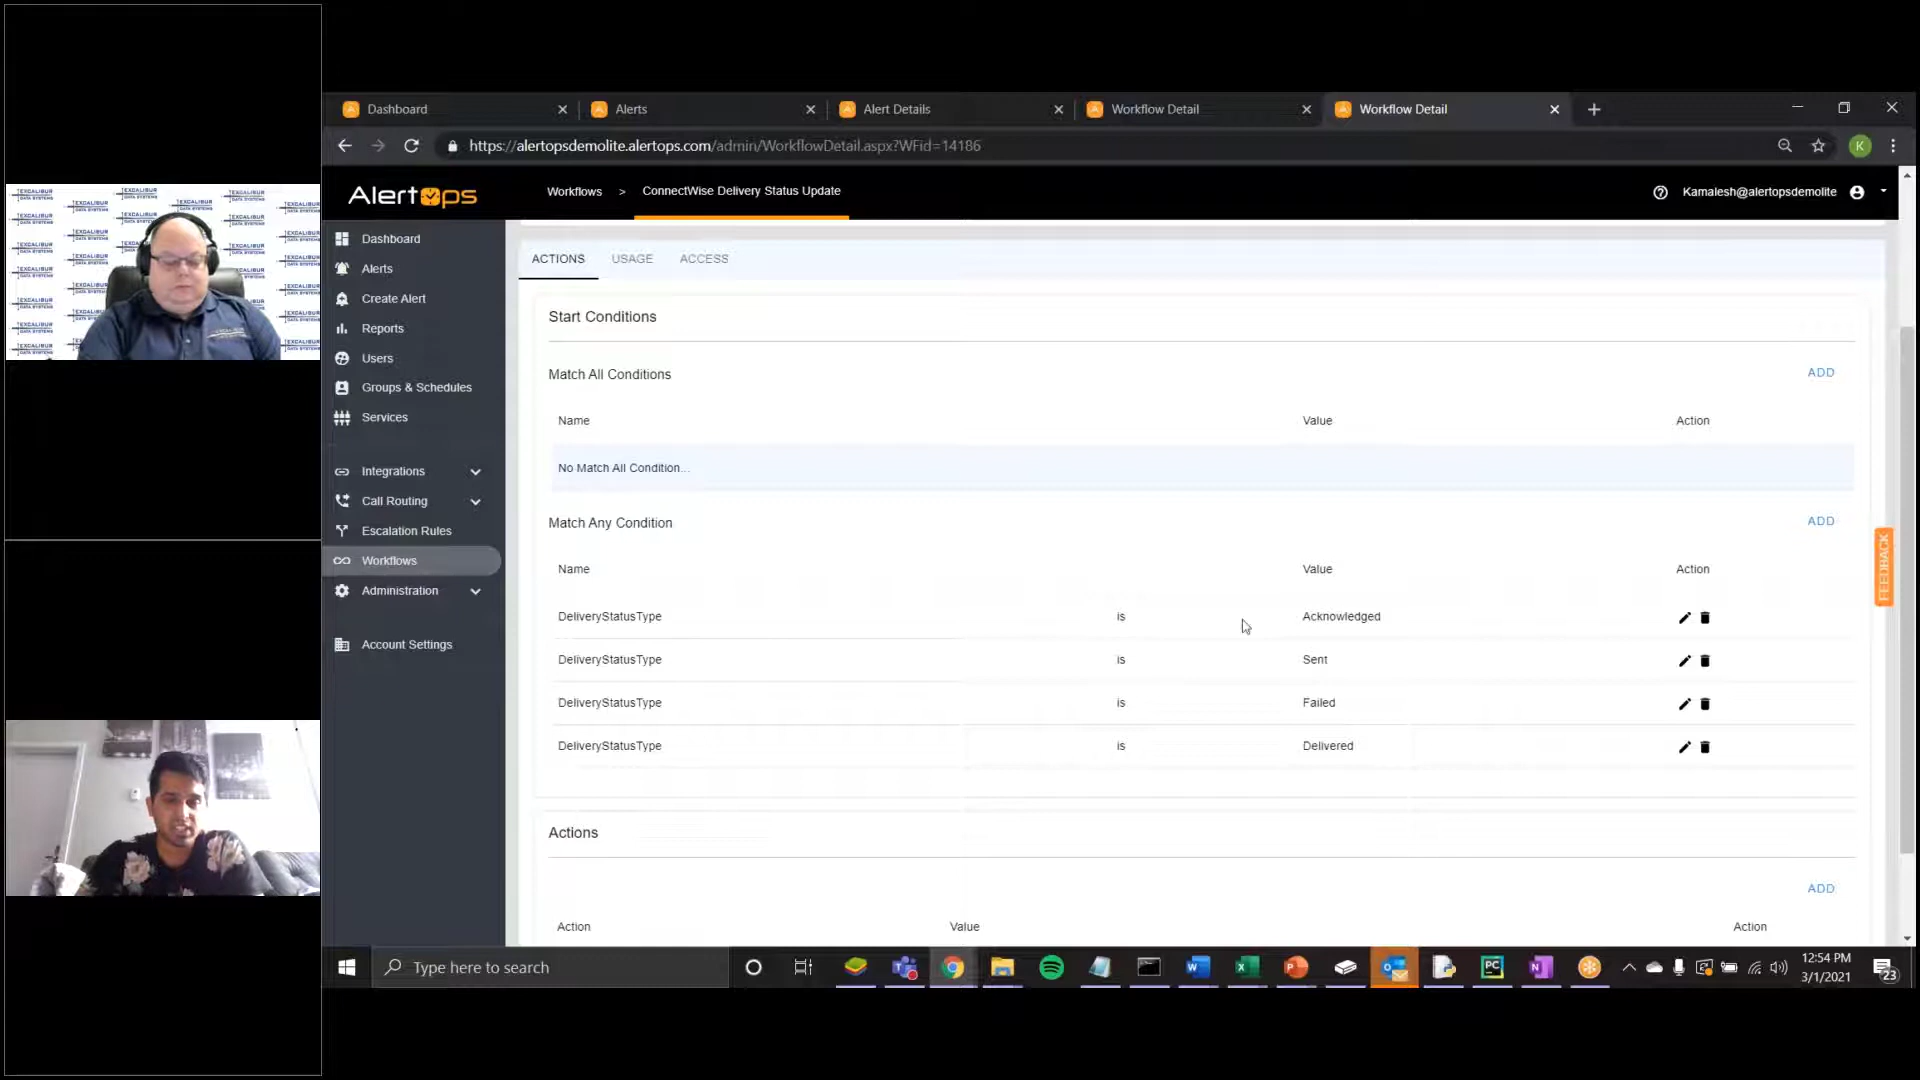 Dashboard
Alerts
Alert Details
Workflow Detail
Workflow Detail
https://alertopsdemolite.alertops.com/admin/WorkflowDetail.aspx?WFid=14186
K
AlertOps
Workflows > ConnectWise Delivery Status Update
Kamalesh@alertopsdemolite
Dashboard
Alerts
Create Alert
Reports
Users
Groups & Schedules
Services
Integrations
Call Routing
Escalation Rules
Workflows
Administration
Account Settings
ACTIONS USAGE ACCESS
Start Conditions
Match All Conditions ADD
Name Value Action
No Match All Condition...
Match Any Condition ADD
Name Value Action
DeliveryStatusType is Acknowledged
DeliveryStatusType is Sent
DeliveryStatusType is Failed
DeliveryStatusType is Delivered
Actions
ADD
Action Value Action
FEEDBACK
Type here to search
12:54 PM
3/1/2021
23
EXCALIBUR
DATA SYSTEMS